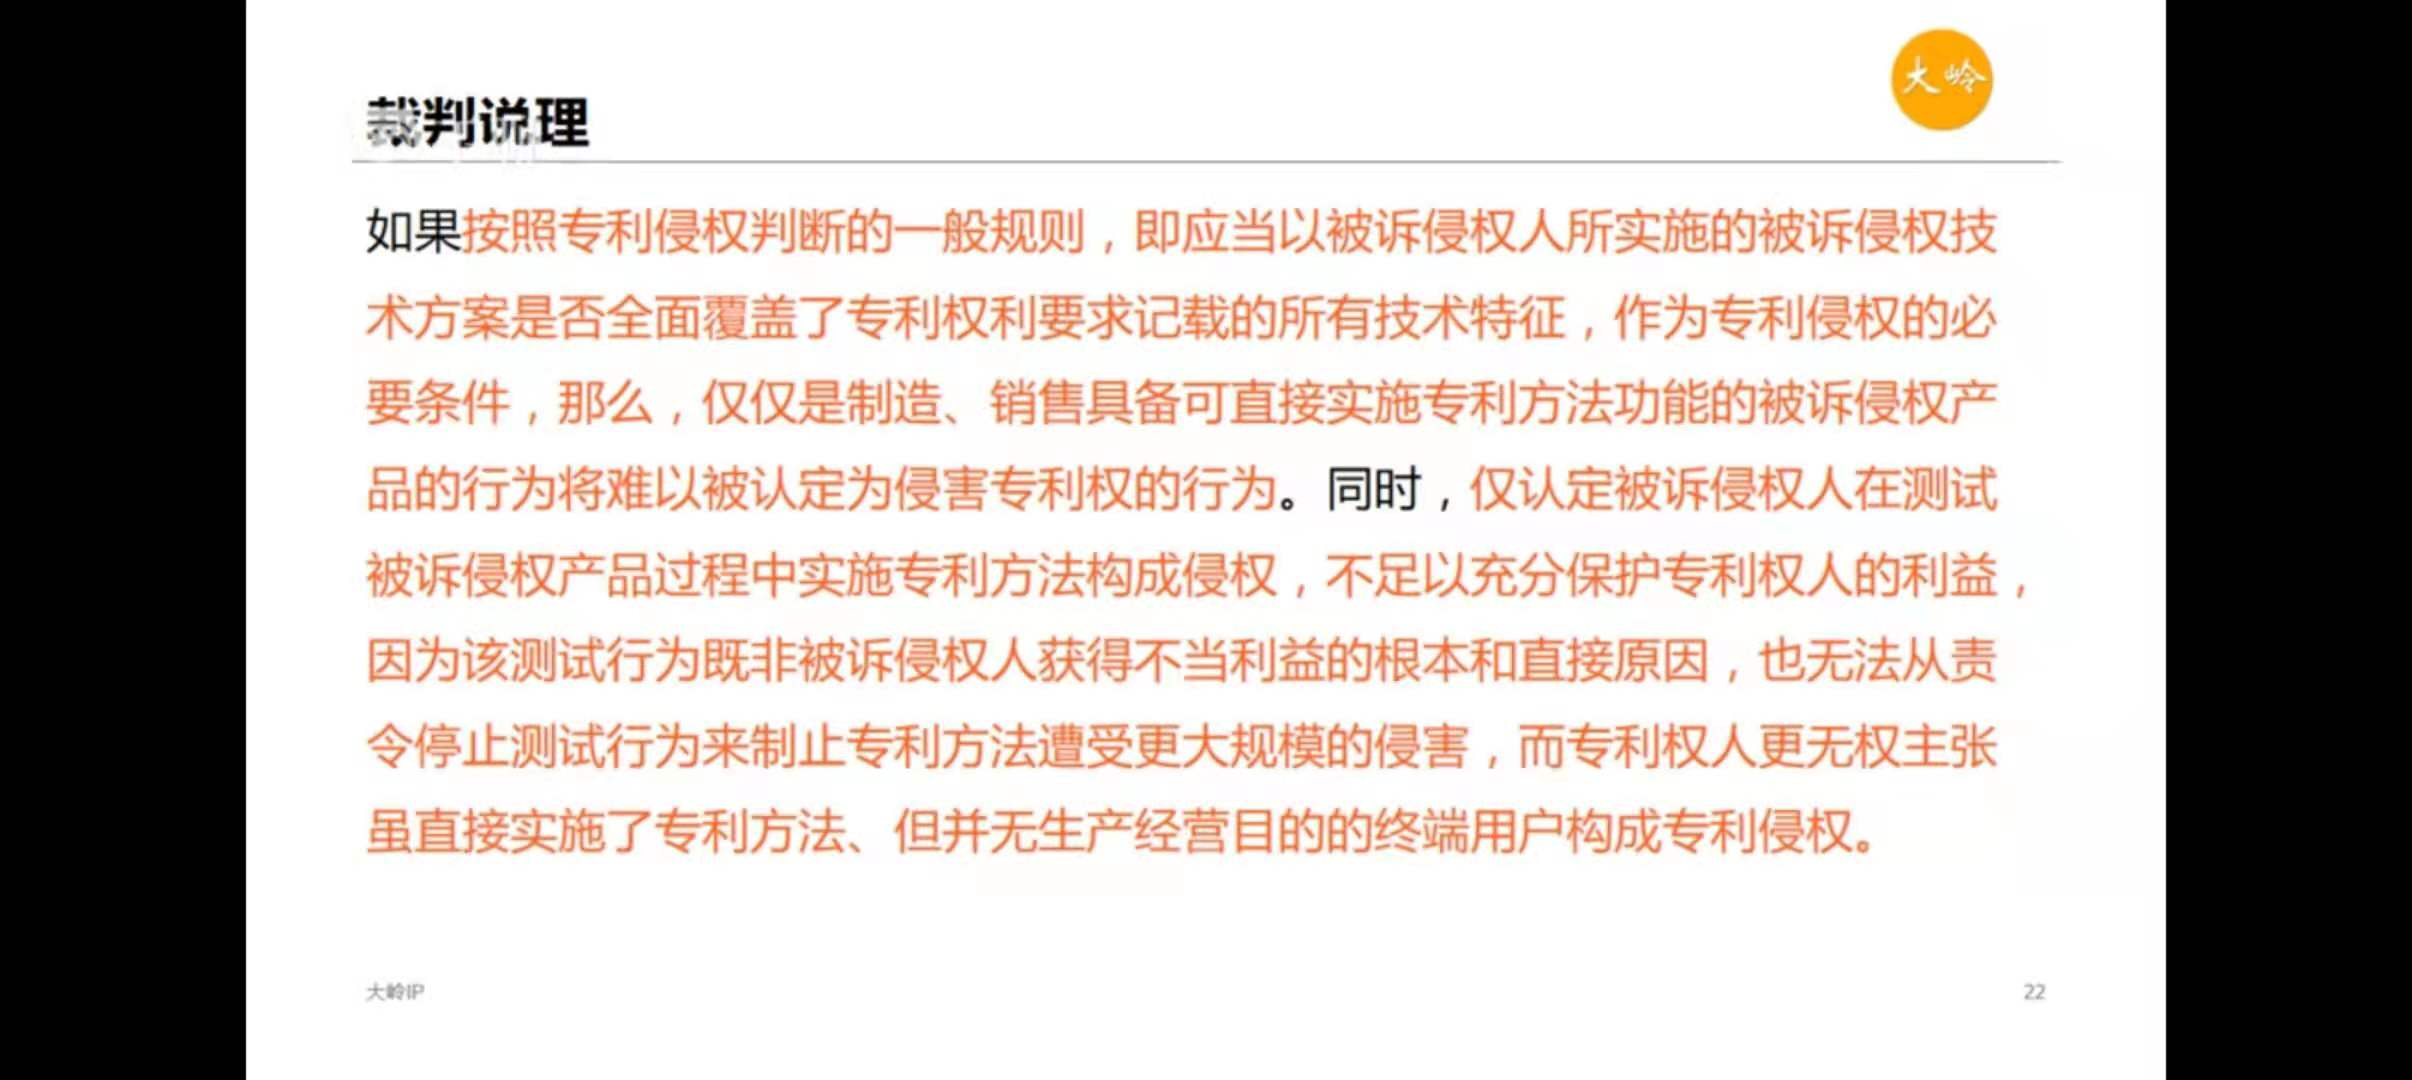 大岭
裁判说理
如果按照专利侵权判断的一般规则，即应当以被诉侵权人所实施的被诉侵权技
术方案是否全面覆盖了专利权利要求记载的所有技术特征，作为专利侵权的必
要条件，那么，仅仅是制造、销售具备可直接实施专利方法功能的被诉侵权产
品的行为将难以被认定为侵害专利权的行为。同时，仅认定被诉侵权人在测试
被诉侵权产品过程中实施专利方法构成侵权，不足以充分保护专利权人的利益，
因为该测试行为既非被诉侵权人获得不当利益的根本和直接原因，也无法从责
令停止测试行为来制止专利方法遭受更大规模的侵害，而专利权人更无权主张
虽直接实施了专利方法、但并无生产经营目的的终端用户构成专利侵权。
大岭IP
22